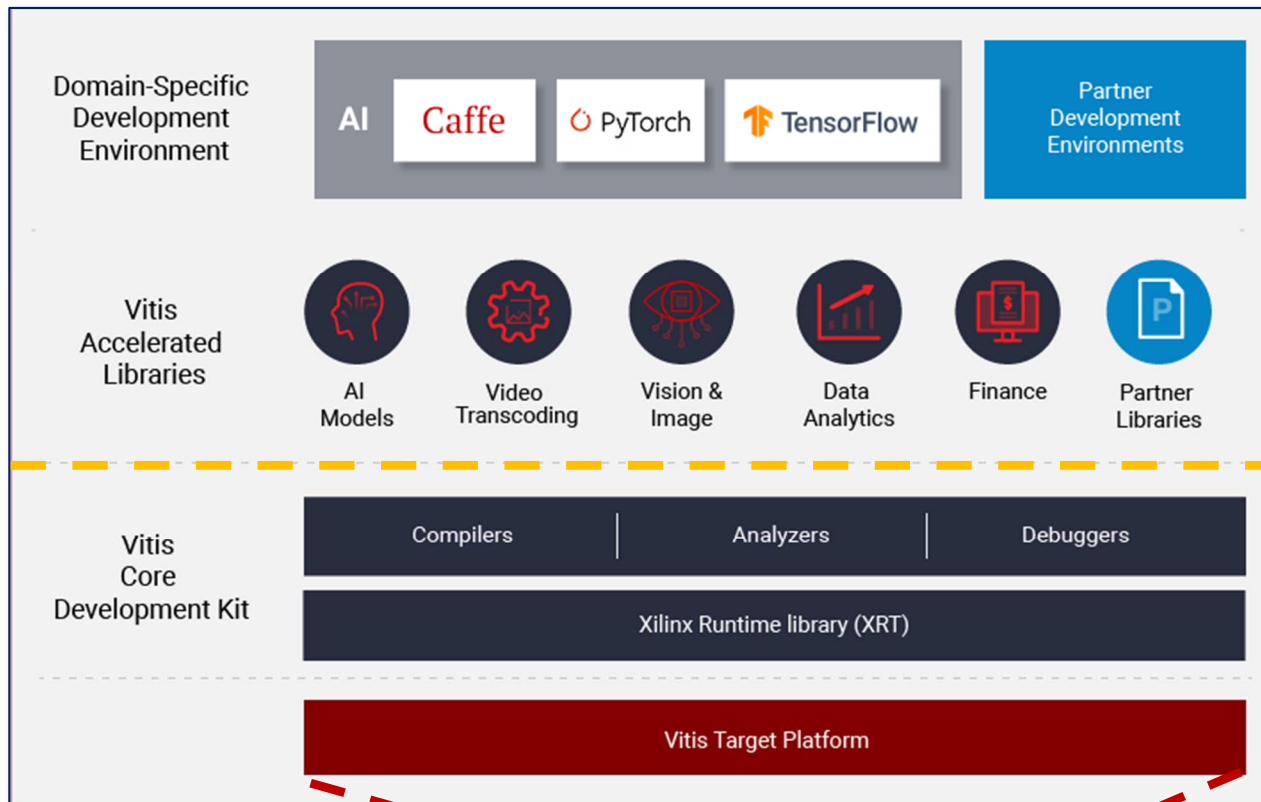 Domain-Specific
Development
Environment
AI
Caffe
PyTorch
TensorFlow
Partner
Development
Environments
Vitis
Accelerated
Libraries
AI
Models
Video
Transcoding
Vision &
Image
Data
Analytics
$
Finance
P
Partner
Libraries
Vitis
Core
Development Kit
Compilers
Analyzers
Debuggers
Xilinx Runtime library (XRT)
Vitis Target Platform